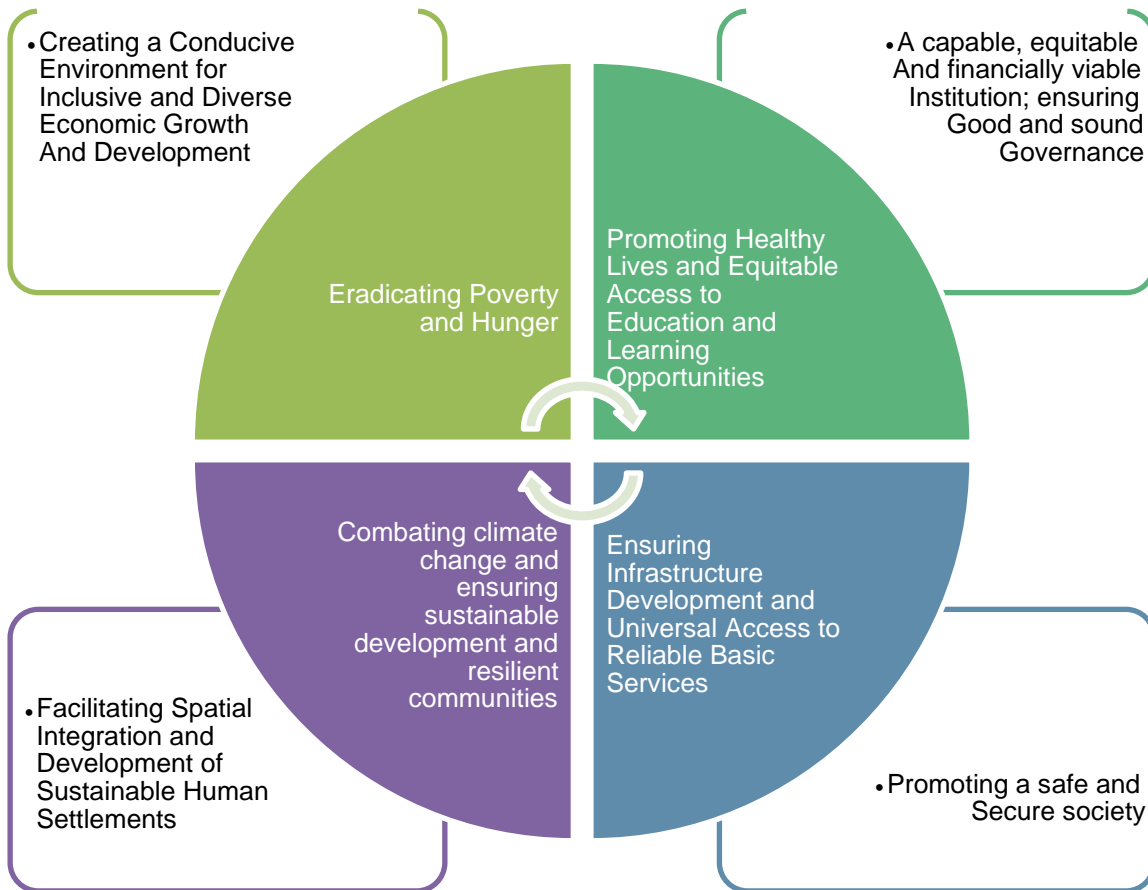 •Creating a Conducive
Environment for
Inclusive and Diverse
Economic Growth
And Development
•A capable, equitable
And financially viable
Institution; ensuring
Good and sound
Governance
Eradicating Poverty
and Hunger
Promoting Healthy
Lives and Equitable
Access to
Education and
Learning
Opportunities
Combating climate
change and
ensuring
sustainable
development and
resilient
communities
Ensuring
Infrastructure
Development and
Universal Access to
Reliable Basic
Services
•Facilitating Spatial
Integration and
Development of
Sustainable Human
Settlements
•Promoting a safe and
Secure society